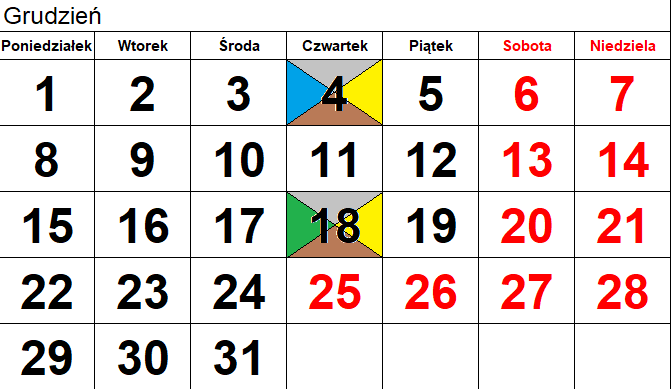 Grudzień
Poniedziałek Wtorek Środa Czwartek Piątek Sobota Niedziela
1 2 3 4 5 6 7
8 9 10 11 12 13 14
15 16 17 18 19 20 21
22 23 24 25 26 27 28
29 30 31